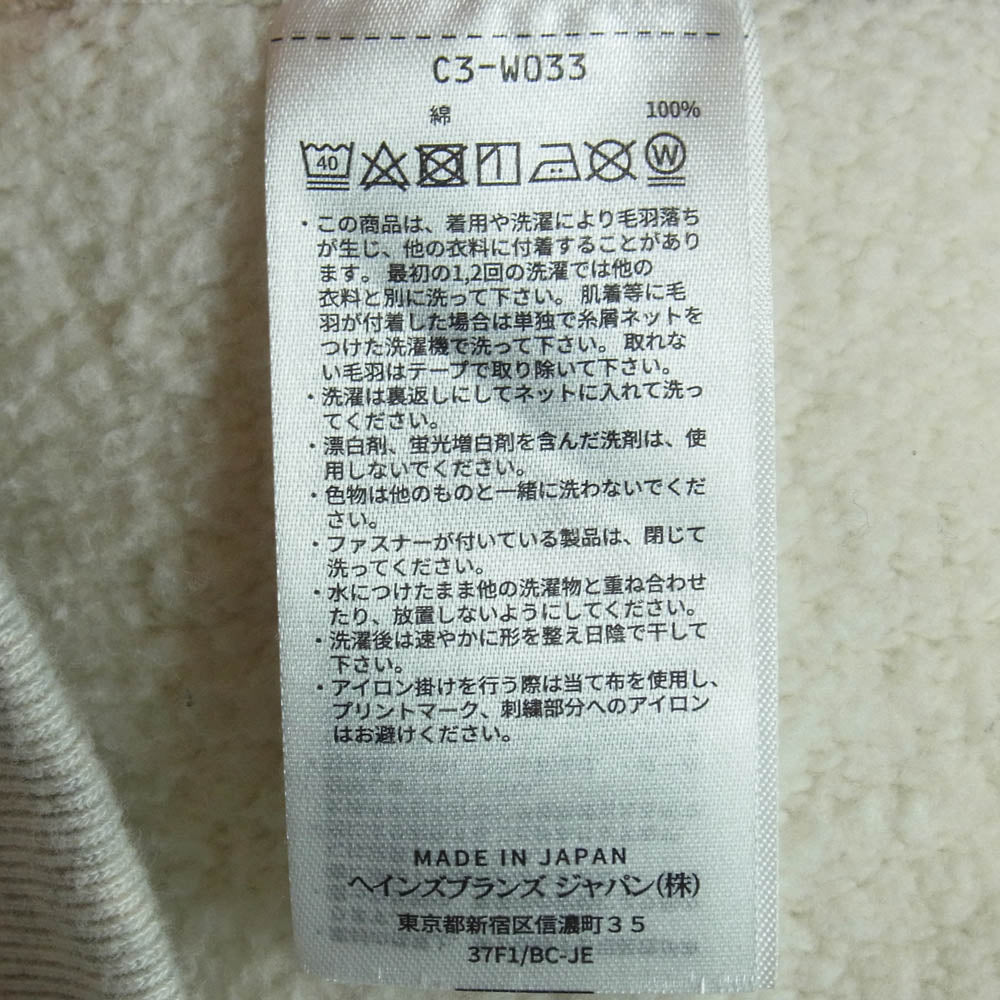 C3-W033
綿 100%
40 W
・この商品は、着用や洗濯により毛羽落ち
が生じ、他の衣料に付着することがあり
ます。 最初の1,2回の洗濯では他の
衣料と別に洗って下さい。 肌着等に毛
羽が付着した場合は単独で糸屑ネットを
つけた洗濯機で洗って下さい。 取れな
い毛羽はテープで取り除いて下さい。
・洗濯は裏返しにしてネットに入れて洗っ
てください。
・漂白剤、蛍光増白剤を含んだ洗剤は、使
用しないでください。
・色物は他のものと一緒に洗わないでくだ
さい。
・ファスナーが付いている製品は、閉じて
洗ってください。
・水につけたまま他の洗濯物と重ね合わせ
たり、放置しないようにしてください。
・洗濯後は速やかに形を整え日陰で干して
下さい。
・アイロン掛けを行う際は当て布を使用し、
プリントマーク、刺繍部分へのアイロン
はお避けください。
MADE IN JAPAN
ヘインズブランズ ジャパン(株)
東京都新宿区信濃町35
37F1/BC-JE